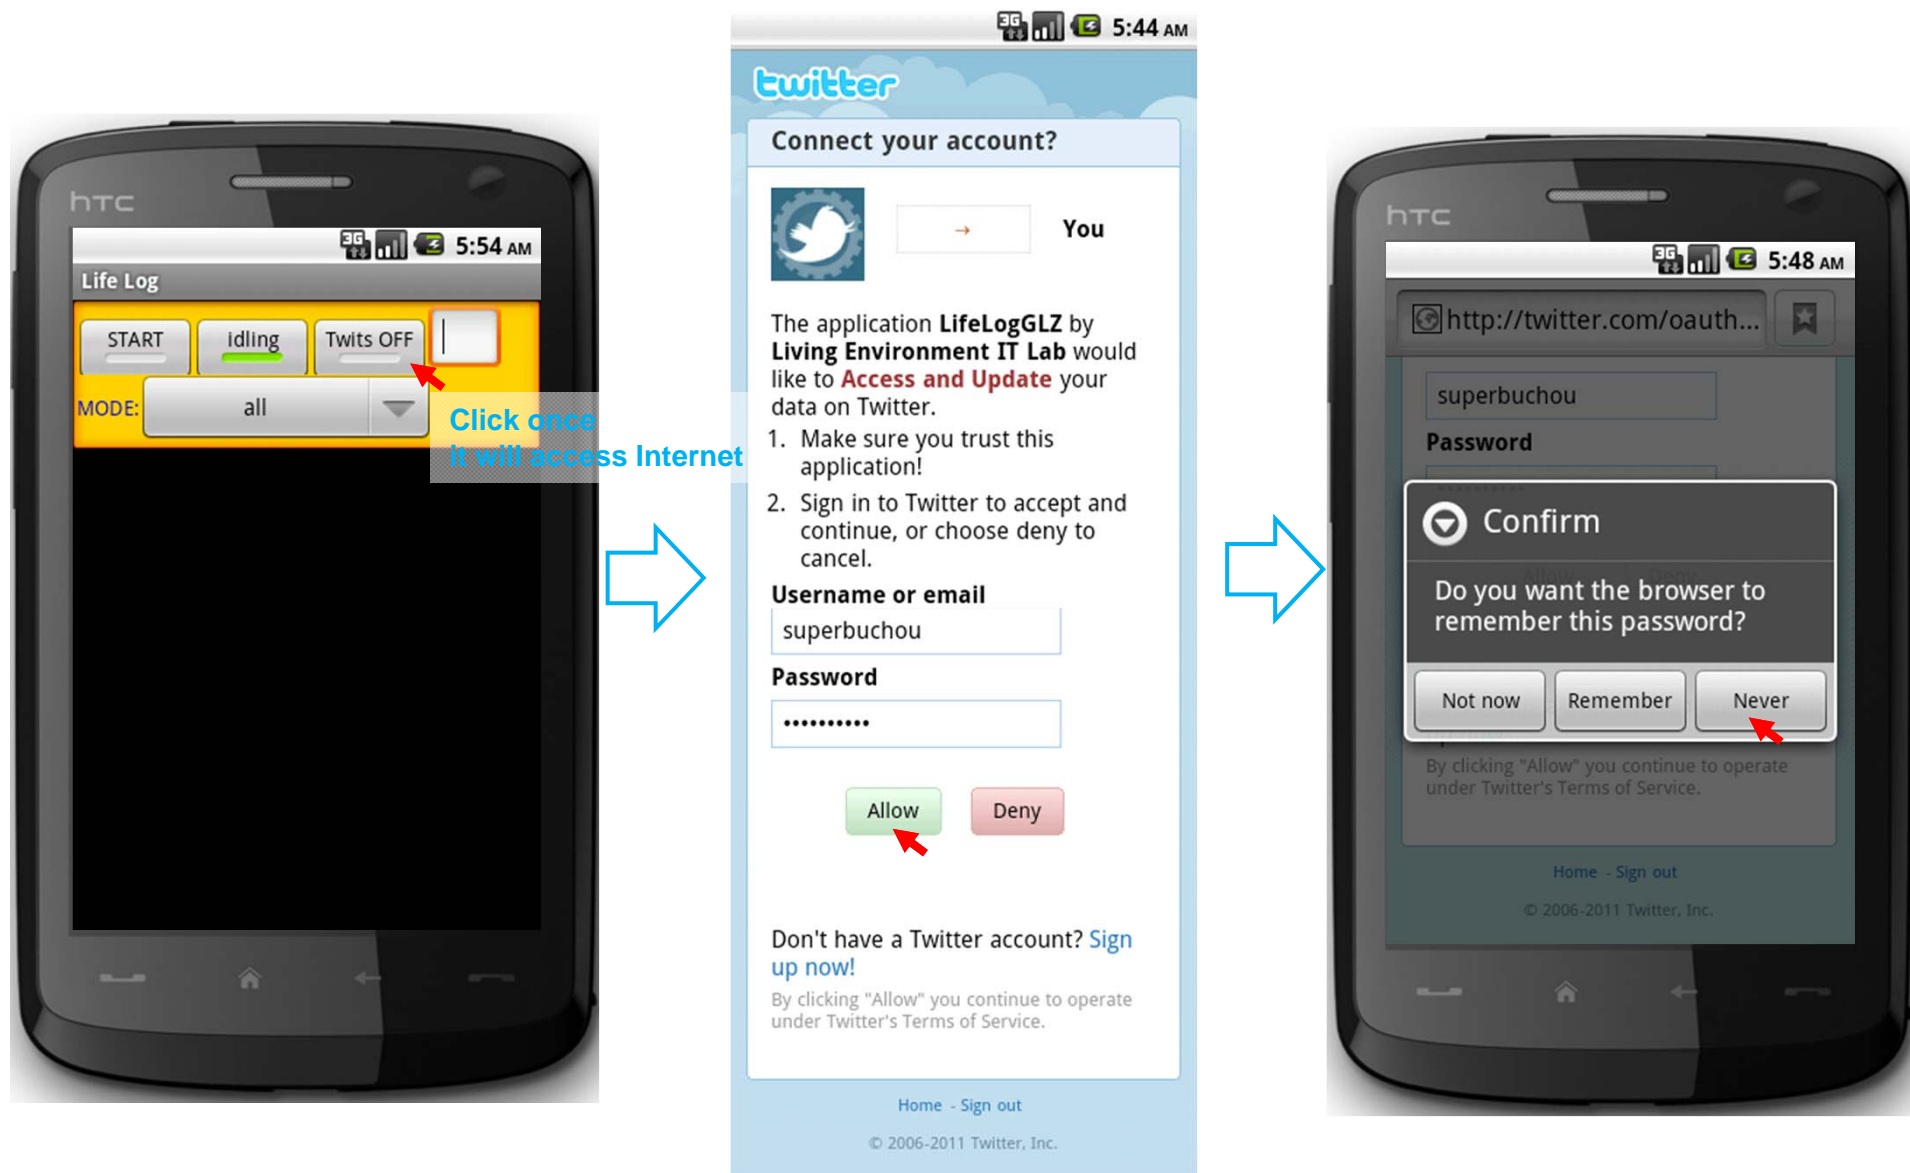 hTC
3G 5:54 AM
Life Log
START idling Twits OFF
MODE: all
Click once
it will access Internet
3G 5:44 AM
twitter
Connect your account?
→ You
The application LifeLogGLZ by
Living Environment IT Lab would
like to Access and Update your
data on Twitter.
1. Make sure you trust this
application!
2. Sign in to Twitter to accept and
continue, or choose deny to
cancel.
Username or email
superbuchou
Password
••••••••••
Allow Deny
Don't have a Twitter account? Sign
up now!
By clicking "Allow" you continue to operate
under Twitter's Terms of Service.
Home - Sign out
© 2006-2011 Twitter, Inc.
hTC
3G 5:48 AM
http://twitter.com/oauth...
superbuchou
Password
Confirm
Do you want the browser to
remember this password?
Not now Remember Never
By clicking "Allow" you continue to operate
under Twitter's Terms of Service.
Home - Sign out
© 2006-2011 Twitter, Inc.